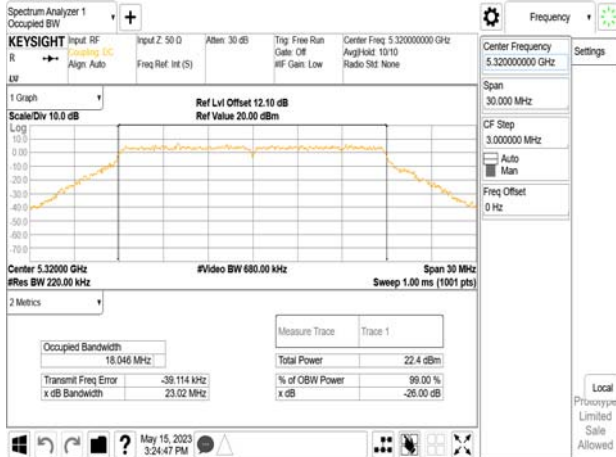 Spectrum Analyzer 1
Occupied BW
+
Frequency
KEYSIGHT Input: RF
Coupling: DC
Align: Auto
R
Input Z: 50 Ω
Freq Ref: Int (S)
Atten: 30 dB
Trig: Free Run
Gate: Off
#IF Gain: Low
Center Freq: 5.320000000 GHz
Avg|Hold: 10/10
Radio Std: None
Center Frequency
5.320000000 GHz
Settings
Span
30.000 MHz
CF Step
3.000000 MHz
Auto
Man
Freq Offset
0 Hz
1 Graph
Scale/Div 10.0 dB
Ref Lvl Offset 12.10 dB
Ref Value 20.00 dBm
Log
10.0
0.00
-10.0
-20.0
-30.0
-40.0
-50.0
-60.0
-70.0
Center 5.32000 GHz
#Video BW 680.00 kHz
Span 30 MHz
#Res BW 220.00 kHz
Sweep 1.00 ms (1001 pts)
2 Metrics
Measure Trace Trace 1
Occupied Bandwidth
18.046 MHz
Total Power 22.4 dBm
Transmit Freq Error -39.114 kHz
% of OBW Power 99.00 %
x dB Bandwidth 23.02 MHz
x dB -26.00 dB
Local
Prototype
Limited
Sale
Allowed
?
May 15, 2023
3:24:47 PM